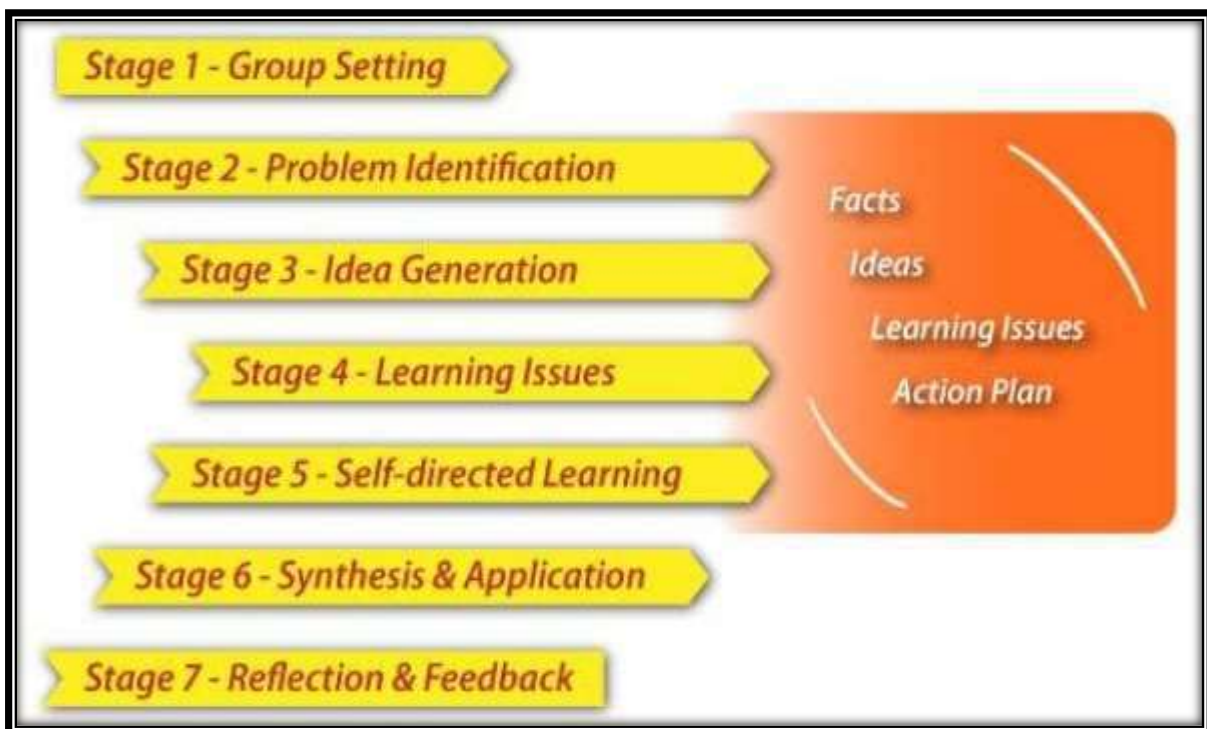 Stage 1 - Group Setting
Stage 2 - Problem Identification
Stage 3 - Idea Generation
Stage 4 - Learning Issues
Stage 5 - Self-directed Learning
Stage 6 - Synthesis & Application
Stage 7 - Reflection & Feedback
Facts
Ideas
Learning Issues
Action Plan